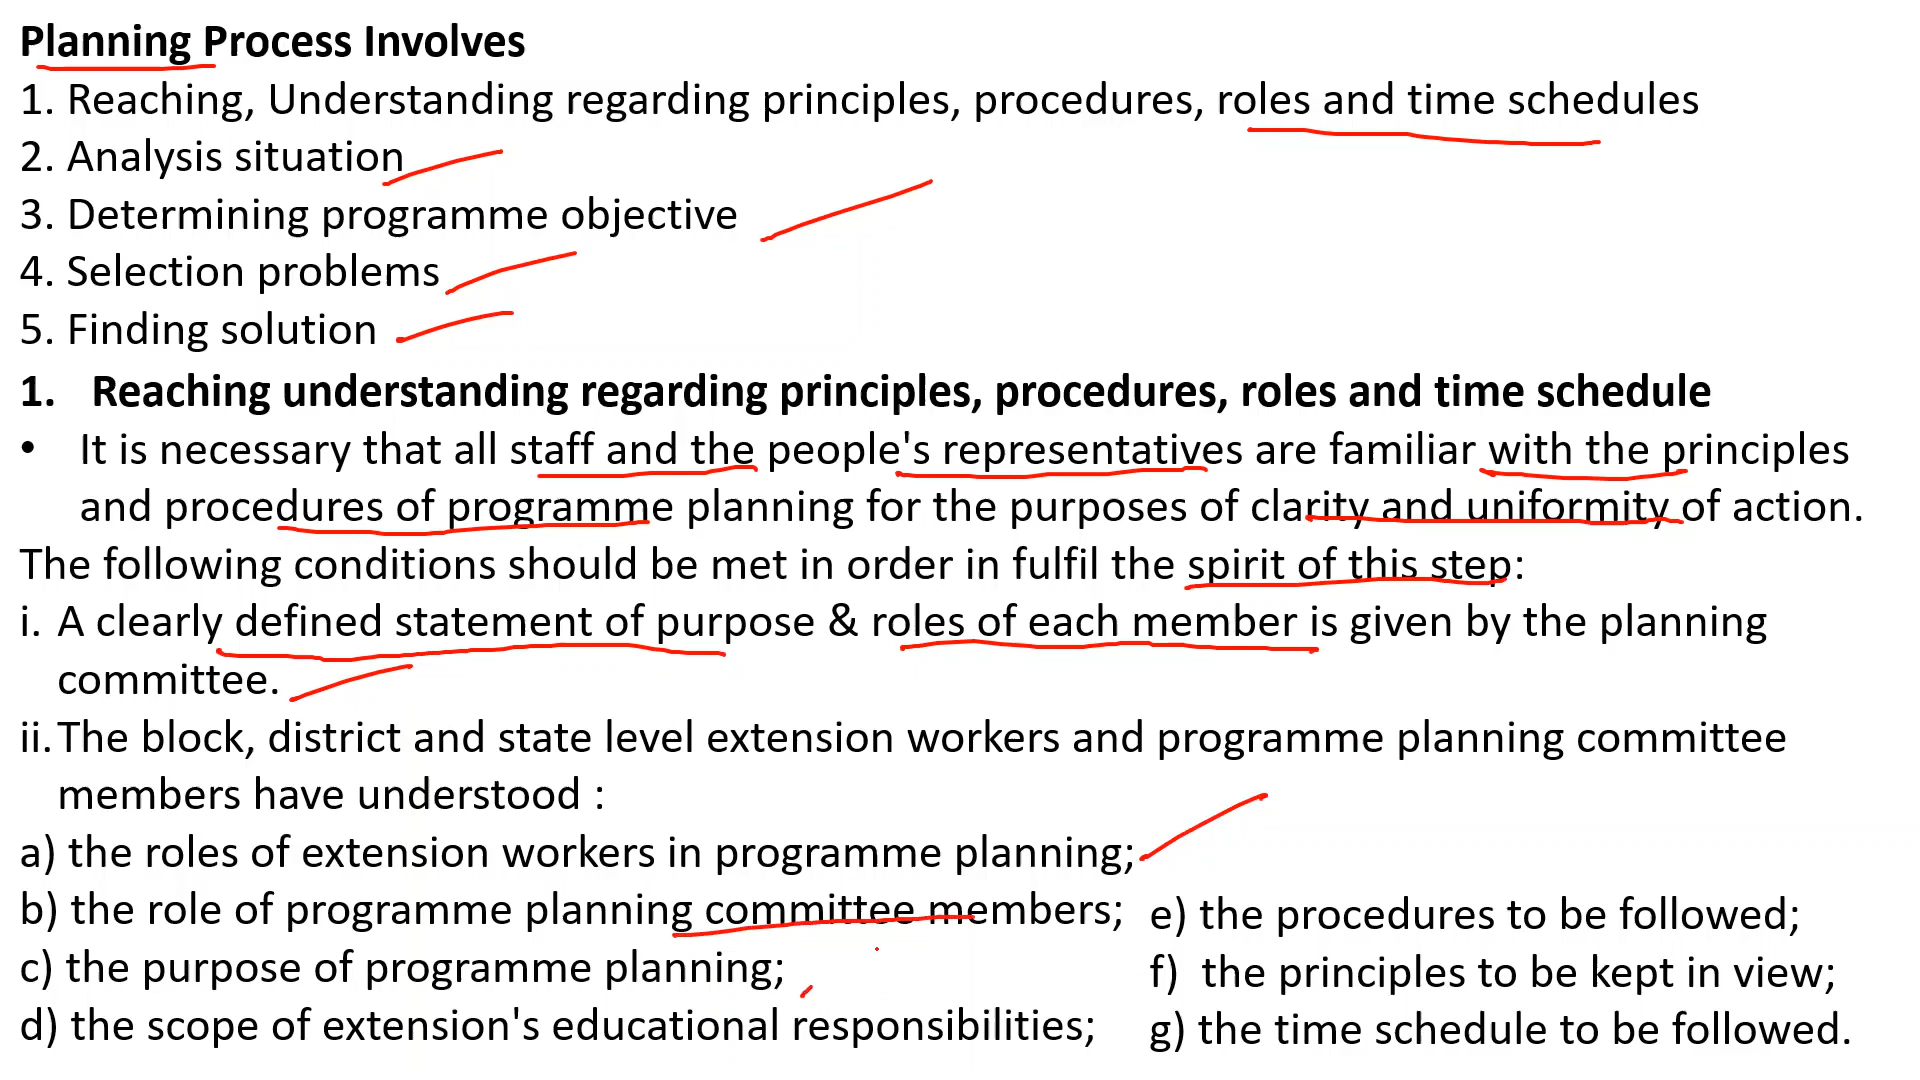 Planning Process Involves
1. Reaching, Understanding regarding principles, procedures, roles and time schedules
2. Analysis situation
3. Determining programme objective
4. Selection problems
5. Finding solution
1. Reaching understanding regarding principles, procedures, roles and time schedule
• It is necessary that all staff and the people's representatives are familiar with the principles
and procedures of programme planning for the purposes of clarity and uniformity of action.
The following conditions should be met in order in fulfil the spirit of this step:
i. A clearly defined statement of purpose & roles of each member is given by the planning
committee.
ii. The block, district and state level extension workers and programme planning committee
members have understood :
a) the roles of extension workers in programme planning;
b) the role of programme planning committee members;
c) the purpose of programme planning;
d) the scope of extension's educational responsibilities;
e) the procedures to be followed;
f) the principles to be kept in view;
g) the time schedule to be followed.